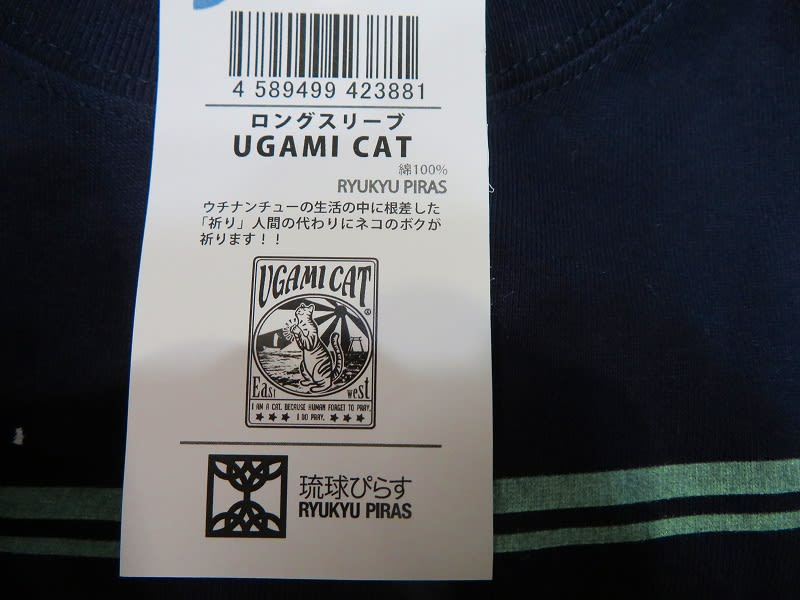 4 589499 423881
ロングスリーブ
UGAMI CAT
綿100%
RYUKYU PIRAS
ウチナンチューの生活の中に根差した
「祈り」人間の代わりにネコのボクが
祈ります！！
UGAMI CAT
®
East west
I AM A CAT. BECAUSE HUMAN FORGET TO PRAY,
★ ★ ★ I DO PRAY. ★ ★ ★
琉球ぴらす
RYUKYU PIRAS